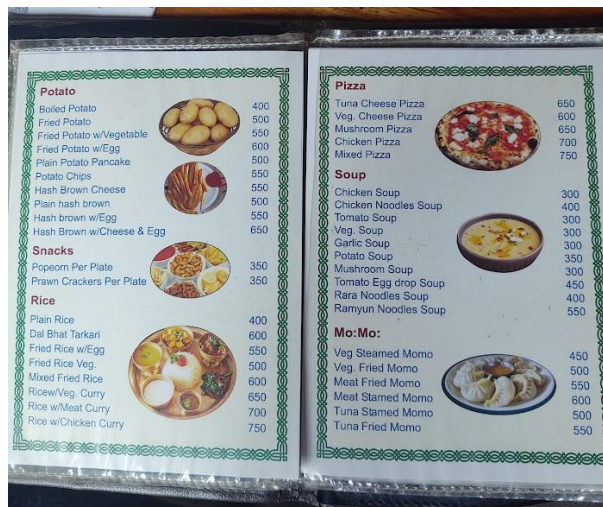 Potato
Boiled Potato 400
Fried Potato 500
Fried Potato w/Vegetable 550
Fried Potato w/Egg 600
Plain Potato Pancake 500
Potato Chips 550
Hash Brown Cheese 550
Plain hash brown 500
Hash brown w/Egg 550
Hash Brown w/Cheese & Egg 650
Snacks
Popeorn Per Plate 350
Prawn Crackers Per Plate 350
Rice
Plain Rice 400
Dal Bhat Tarkari 600
Fried Rice w/Egg 550
Fried Rice Veg. 500
Mixed Fried Rice 600
Ricew/Veg. Curry 650
Rice w/Meat Curry 700
Rice w/Chicken Curry 750
Pizza
Tuna Cheese Pizza 650
Veg. Cheese Pizza 600
Mushroom Pizza 650
Chicken Pizza 700
Mixed Pizza 750
Soup
Chicken Soup 300
Chicken Noodles Soup 400
Tomato Soup 300
Veg. Soup 300
Garlic Soup 300
Potato Soup 350
Mushroom Soup 300
Tomato Egg drop Soup 450
Rara Noodles Soup 400
Ramyun Noodles Soup 550
Mo:Mo:
Veg Steamed Momo 450
Veg. Fried Momo 500
Meat Fried Momo 550
Meat Stamed Momo 600
Tuna Stamed Momo 500
Tuna Fried Momo 550